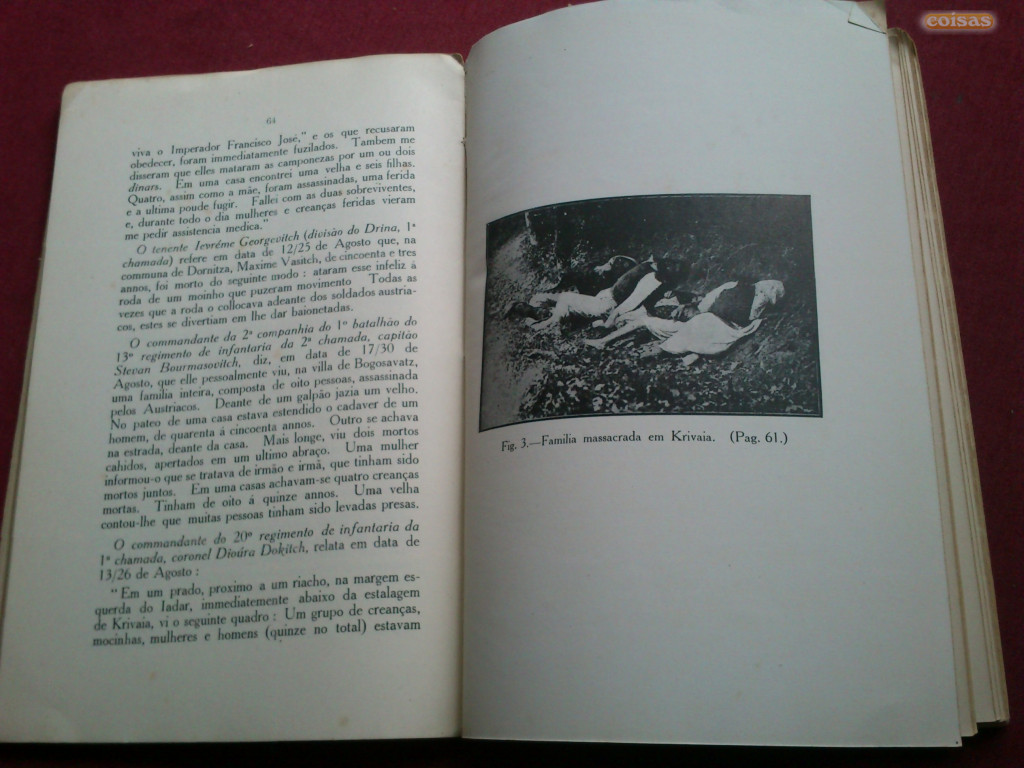 coisas
64
viva o Imperador Francisco José," e os que recusaram
obedecer, foram immediatamente fuzilados. Tambem me
disseram que elles mataram as camponezas por um ou dois
dinars. Em uma casa encontrei uma velha e seis filhas.
Quatro, assim como a mãe, foram assassinadas, uma ferida
e a ultima poude fugir. Fallei com as duas sobreviventes,
e, durante todo o dia mulheres e creanças feridas vieram
me pedir assistencia medica."
O tenente Ievréme Georgevitch (divisão do Drina, 1ª
chamada) refere em data de 12/25 de Agosto que, na
communa de Dornitza, Maxime Vasitch, de cincoenta e tres
annos, foi morto do seguinte modo : ataram esse infeliz á
roda de um moinho que puzeram movimento Todas as
vezes que a roda o collocava adeante dos soldados austria-
cos, estes se divertiam em lhe dar baionetadas.
O commandante da 2ª companhia do 1º batalhão do
13º regimento de infantaria da 2ª chamada, capitão
Stevan Bourmasovitch, diz, em data de 17/30 de
Agosto, que elle pessoalmente viu, na villa de Bogosavatz,
uma familia inteira, composta de oito pessoas, assassinada
pelos Austriacos. Deante de um galpão jazia um velho.
No pateo de uma casa estava estendido o cadaver de um
homem, de quarenta á cincoenta annos. Outro se achava
na estrada, deante da casa. Mais longe, viu dois mortos
cahidos, apertados em um ultimo abraço. Uma mulher
informou-o que se tratava de irmão e irmã, que tinham sido
mortos juntos. Em uma casas achavam-se quatro creanças
mortas. Tinham de oito á quinze annos. Uma velha
contou-lhe que muitas pessoas tinham sido levadas presas.
O commandante do 20º regimento de infantaria da
1ª chamada, coronel Dioúra Dokitch, relata em data de
13/26 de Agosto :
" Em um prado, proximo a um riacho, na margem es-
querda do Iadar, immediatemente abaixo da estalagem
de Krivaia, vi o seguinte quadro : Um grupo de creanças,
mocinhas, mulheres e homens (quinze no total) estavam
Fig. 3.—Familia massacrada em Krivaia. (Pag. 61.)